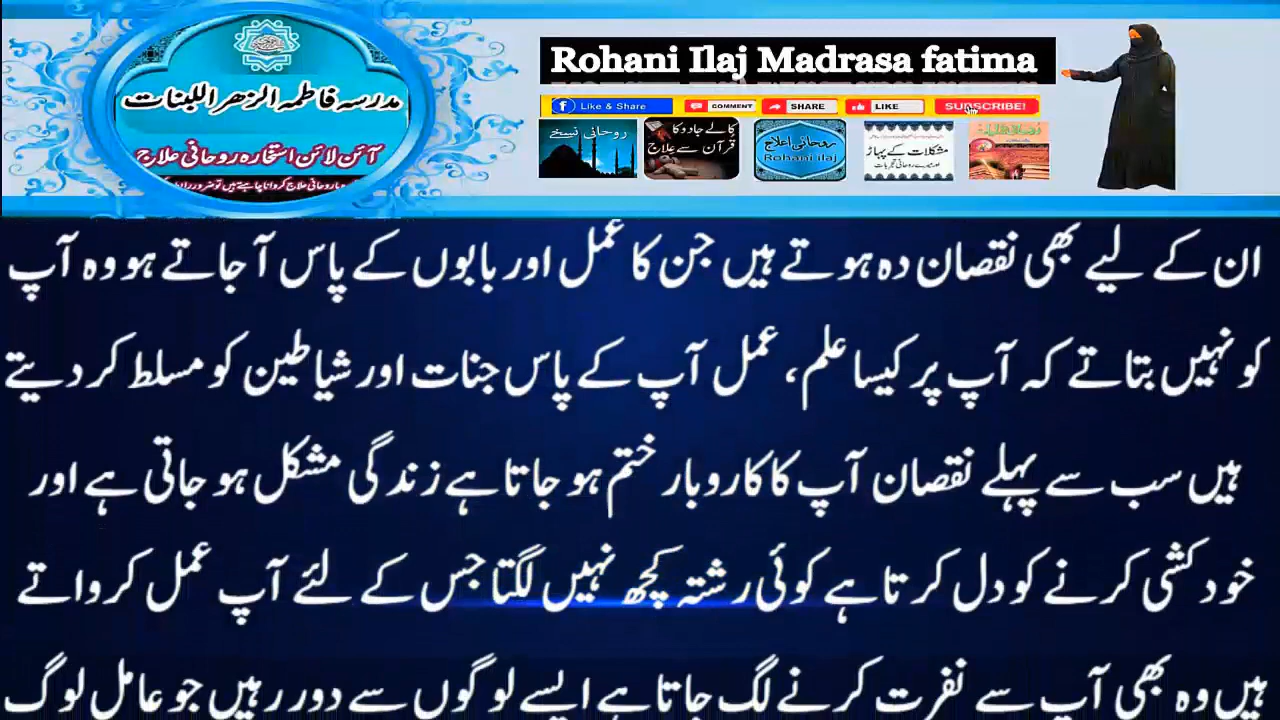 مدرسہ فاطمہ الزھرا للبنات
آئن لائن استخارہ روحانی علاج
Rohani Ilaj Madrasa fatima
Like & Share
COMMENT
SHARE
LIKE
SUBSCRIBE!
روحانی نسخے
کالے جادو کا
قرآن سے علاج
روحانی علاج
Rohani Ilaj
مشکلات کے پہاڑ
ان کے لیے بھی نقصان دہ ہوتے ہیں جن کا عمل اور بابوں کے پاس آ جاتے ہو وہ آپ
کو نہیں بتاتے کہ آپ پر کیسا علم، عمل آپ کے پاس جنات اور شیاطین کو مسلط کر دیتے
ہیں سب سے پہلے نقصان آپ کا کاروبار ختم ہو جاتا ہے زندگی مشکل ہو جاتی ہے اور
خود کشی کرنے کو دل کرتا ہے کوئی رشتہ کچھ نہیں لگتا جس کے لئے آپ عمل کرواتے
ہیں وہ بھی آپ سے نفرت کرنے لگ جاتا ہے ایسے لوگوں سے دور رہیں جو عامل لوگ